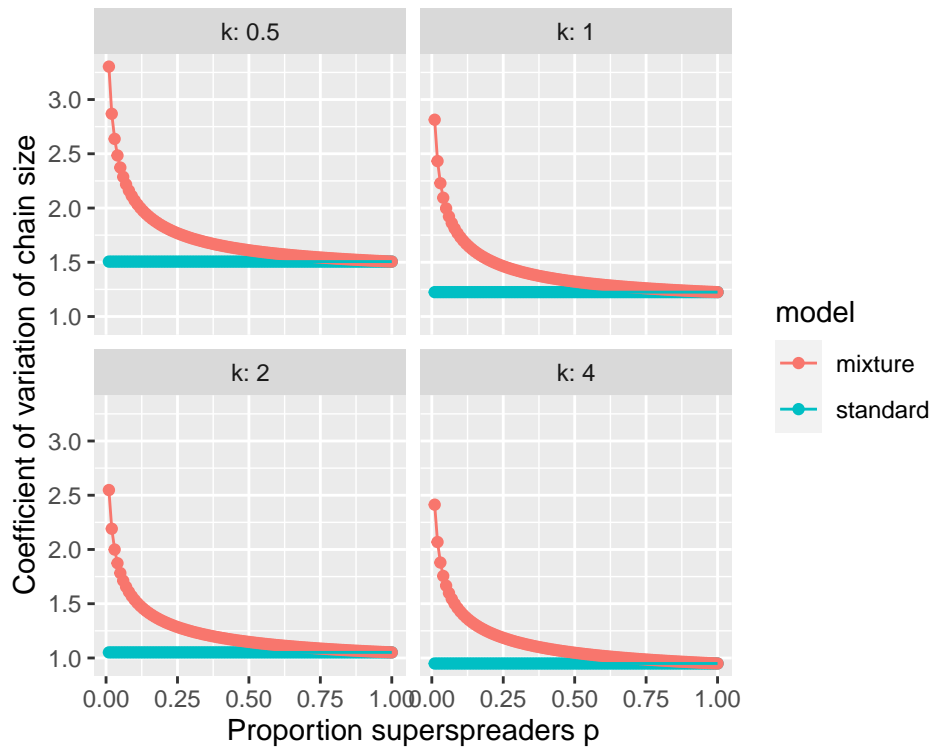 k: 0.5
k: 1
3.0
2.5
2.0
1.5
1.0
k: 2
k: 4
3.0
2.5
2.0
1.5
1.0
0.00 0.25 0.50 0.75 1.00
0.00 0.25 0.50 0.75 1.00
Proportion superspreaders p
Coefficient of variation of chain size
model
mixture
standard